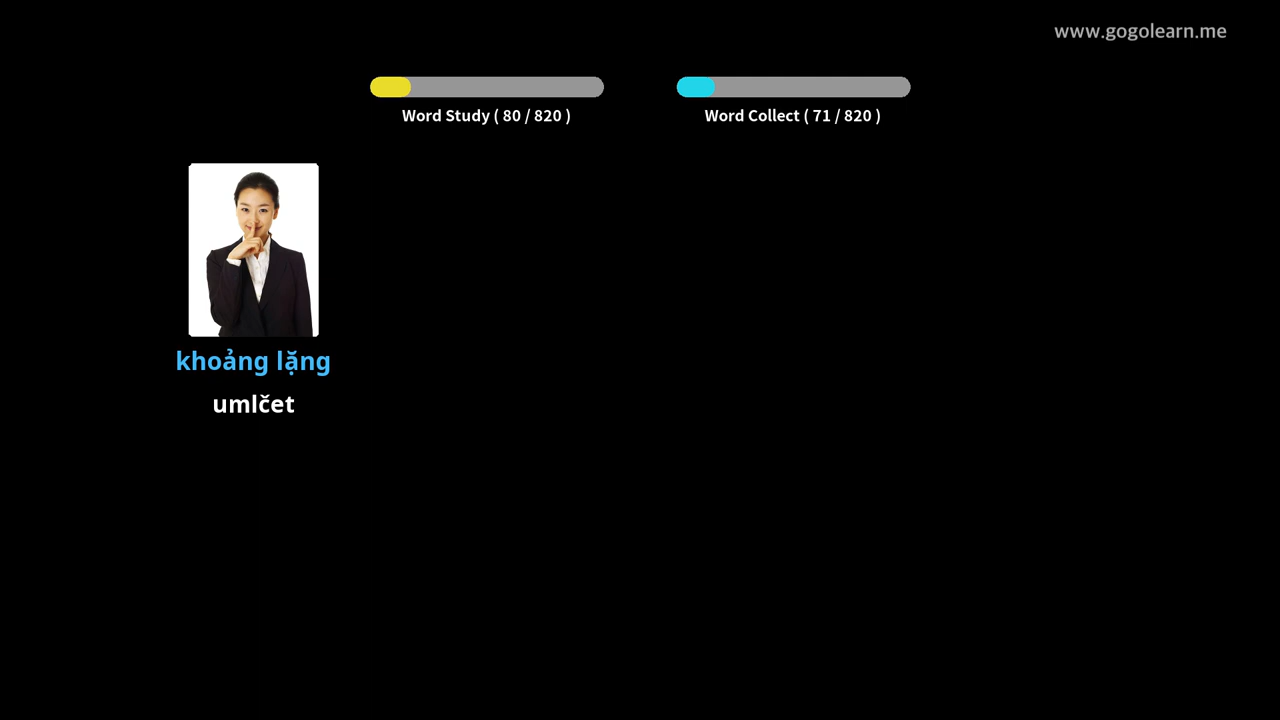 www.gogolearn.me
Word Study ( 80 / 820 )
Word Collect ( 71 / 820 )
khoảng lặng
umlčet